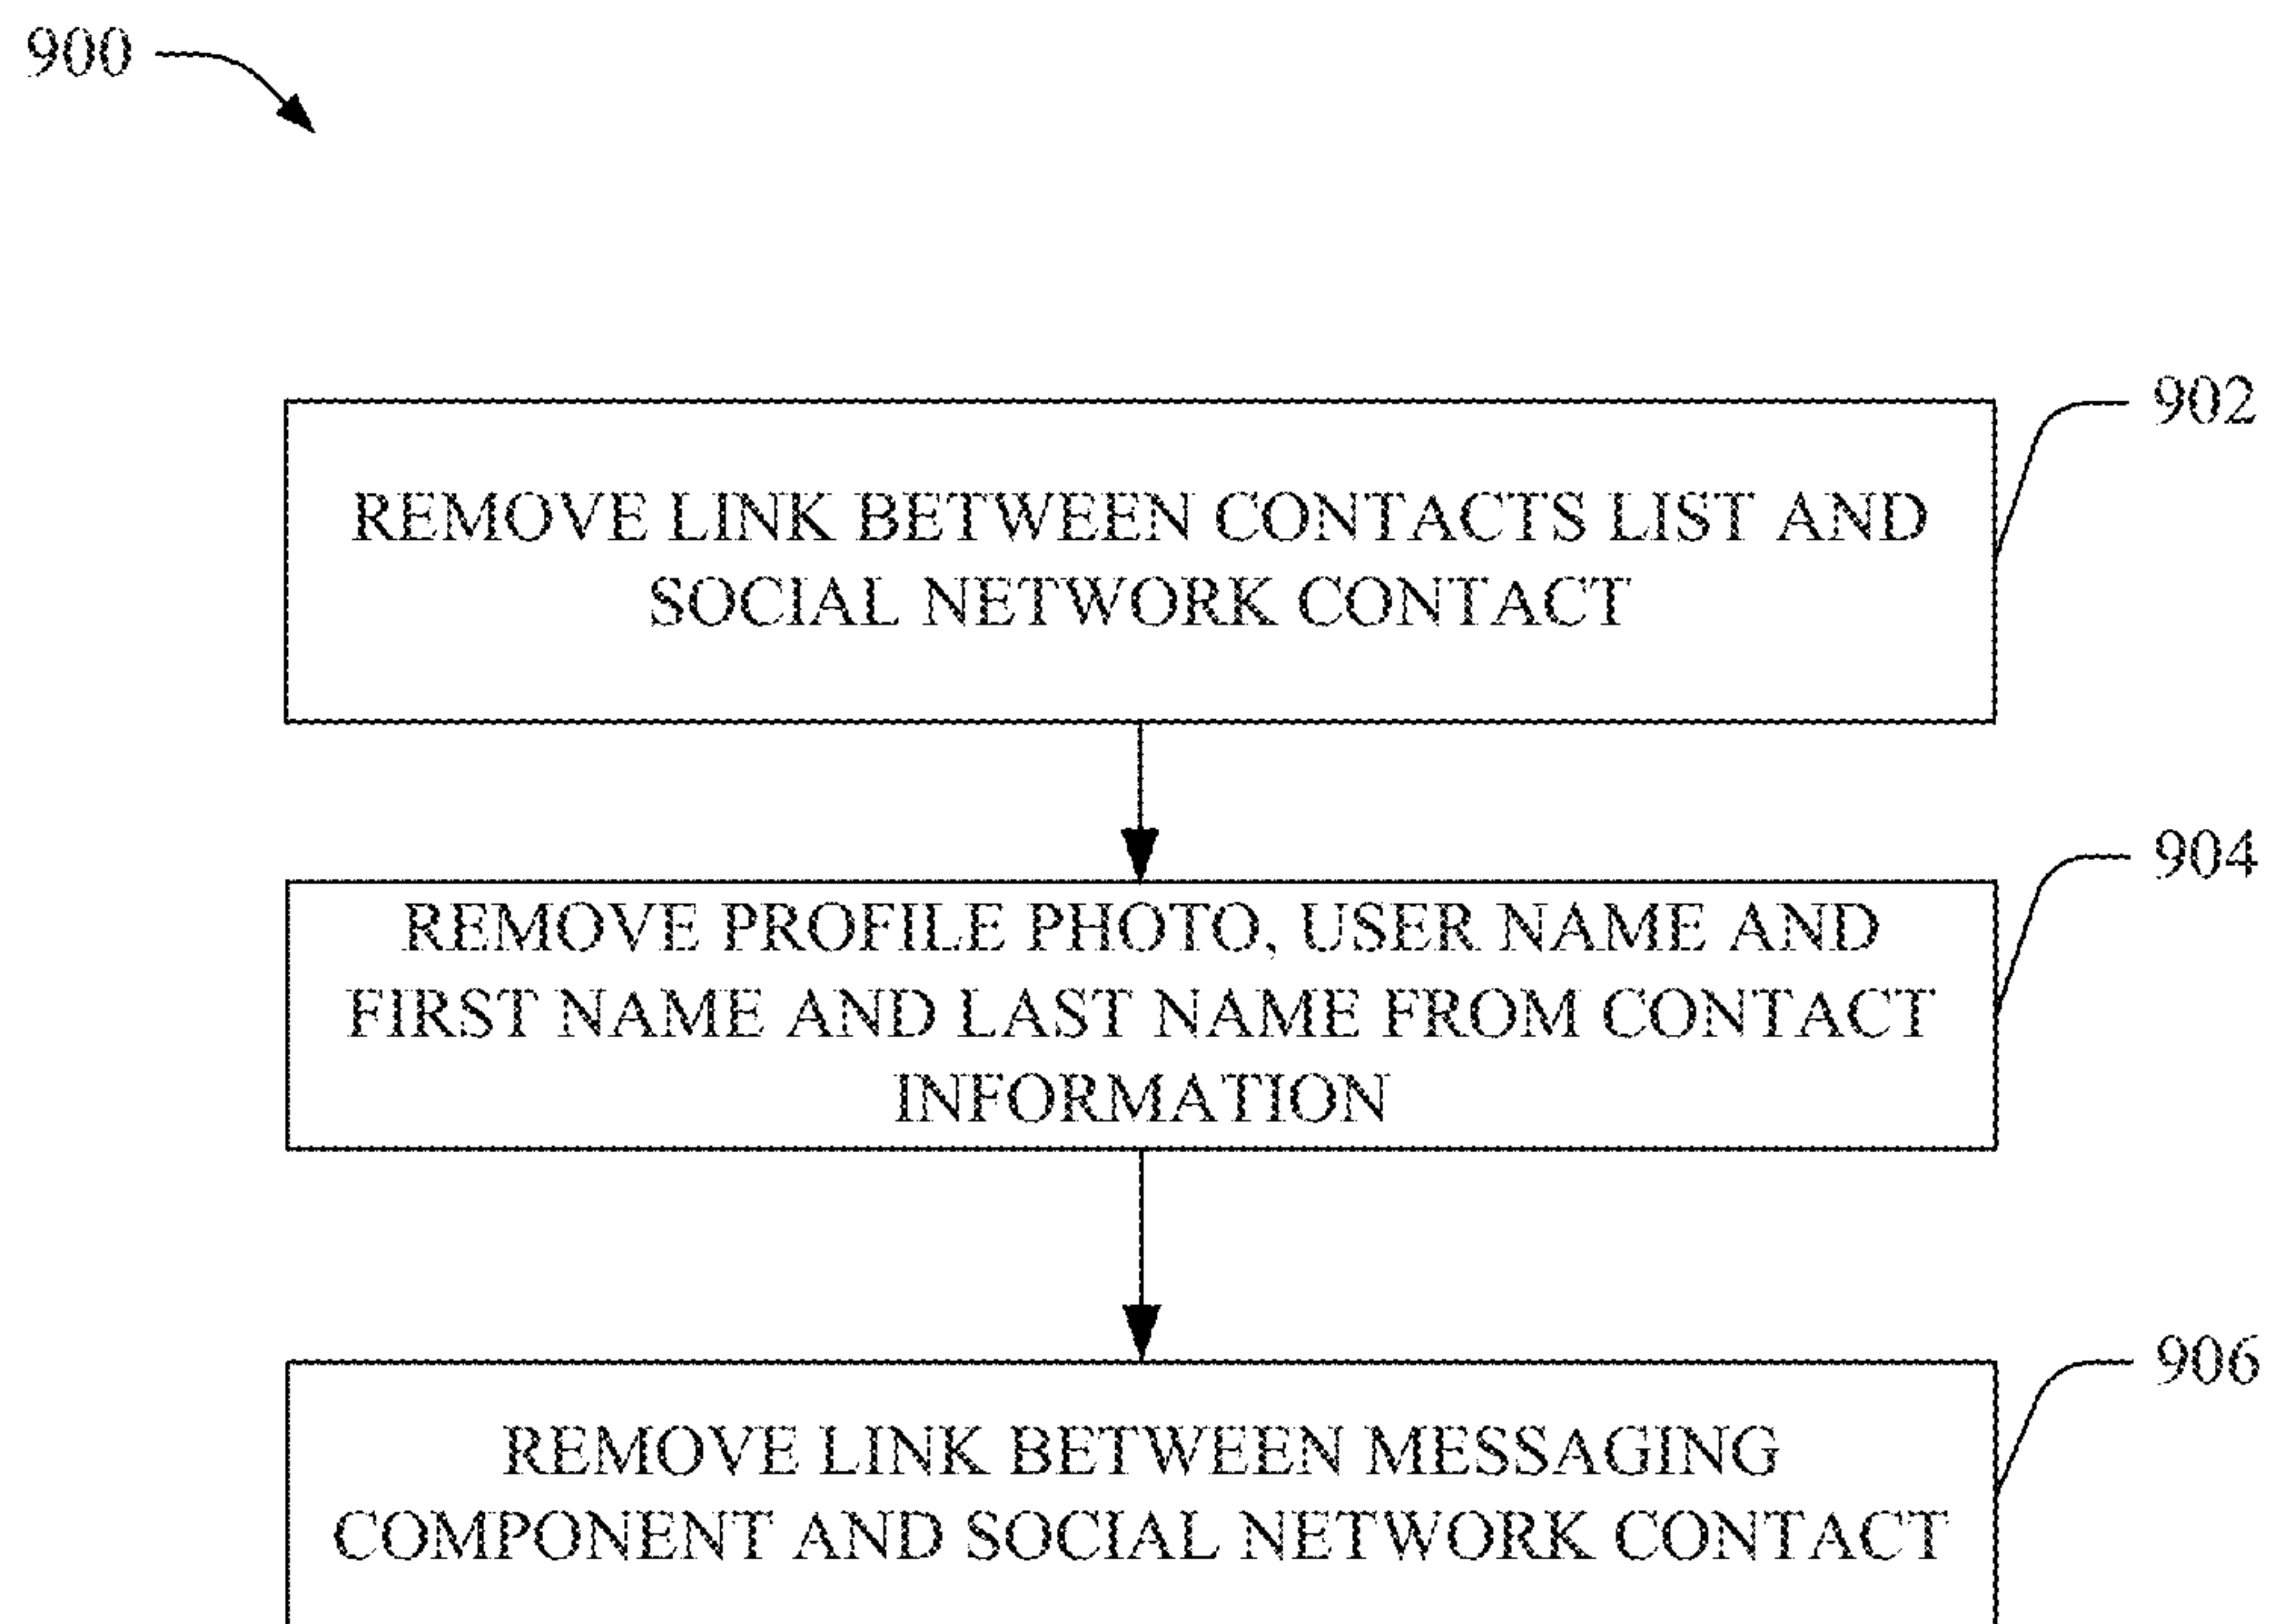 900
902
REMOVE LINK BETWEEN CONTACTS LIST AND
SOCIAL NETWORK CONTACT
904
REMOVE PROFILE PHOTO, USER NAME AND
FIRST NAME AND LAST NAME FROM CONTACT
INFORMATION
906
REMOVE LINK BETWEEN MESSAGING
COMPONENT AND SOCIAL NETWORK CONTACT